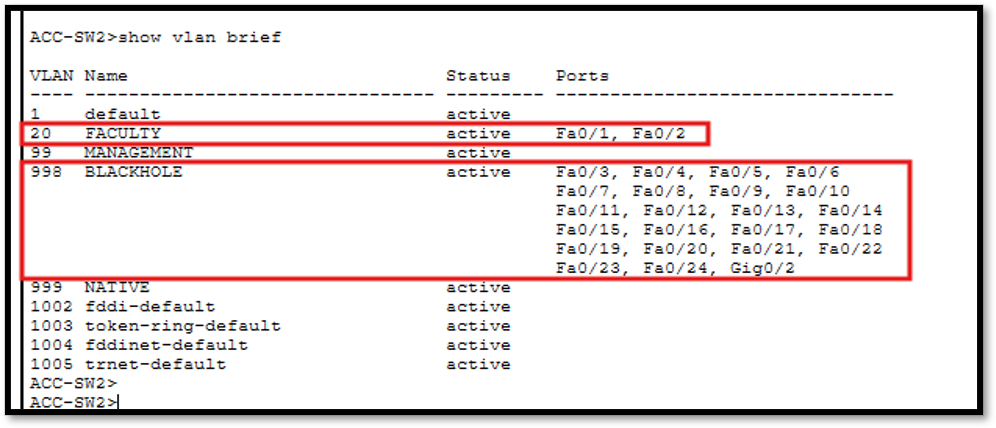 ACC-SW2>show vlan brief
VLAN Name                             Status    Ports
---- -------------------------------- --------- -------------------------------
1    default                          active
20   FACULTY                          active    Fa0/1, Fa0/2
99   MANAGEMENT                       active
998  BLACKHOLE                        active    Fa0/3, Fa0/4, Fa0/5, Fa0/6
                                                Fa0/7, Fa0/8, Fa0/9, Fa0/10
                                                Fa0/11, Fa0/12, Fa0/13, Fa0/14
                                                Fa0/15, Fa0/16, Fa0/17, Fa0/18
                                                Fa0/19, Fa0/20, Fa0/21, Fa0/22
                                                Fa0/23, Fa0/24, Gig0/2
999  NATIVE                           active
1002 fddi-default                     active
1003 token-ring-default               active
1004 fddinet-default                  active
1005 trnet-default                    active
ACC-SW2>
ACC-SW2>